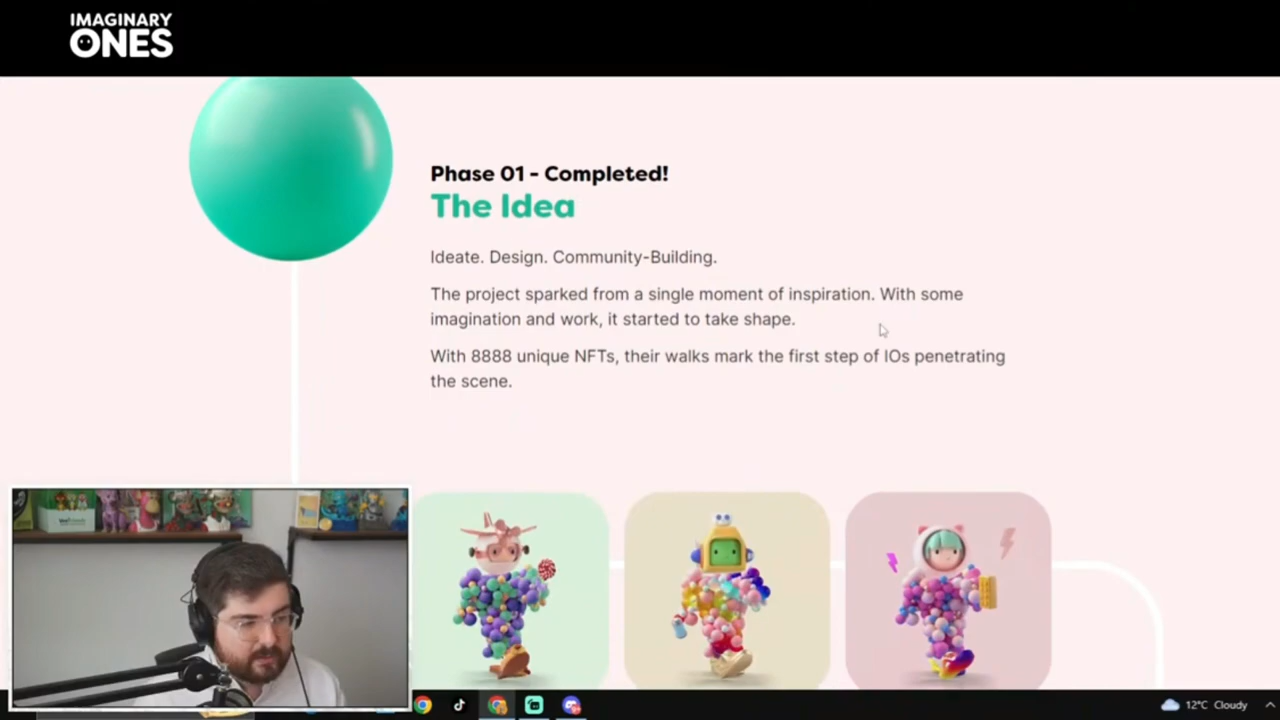 IMAGINARY
ONES
Phase 01 - Completed!
The Idea
Ideate. Design. Community-Building.
The project sparked from a single moment of inspiration. With some
imagination and work, it started to take shape.
With 8888 unique NFTs, their walks mark the first step of IOs penetrating
the scene.
12°C Cloudy